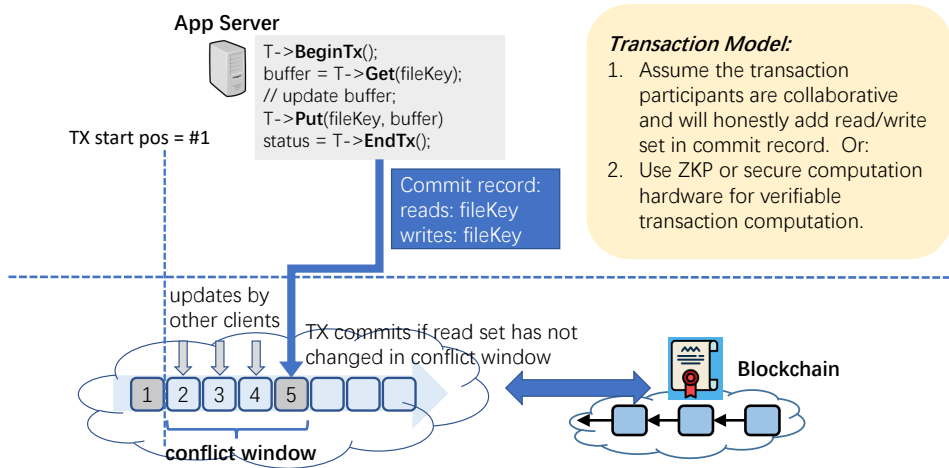 App Server
T->BeginTx();
buffer = T->Get(fileKey);
// update buffer;
T->Put(fileKey, buffer)
status = T->EndTx();
Transaction Model:
1. Assume the transaction
participants are collaborative
and will honestly add read/write
set in commit record. Or:
2. Use ZKP or secure computation
hardware for verifiable
transaction computation.
TX start pos = #1
Commit record:
reads: fileKey
writes: fileKey
updates by
other clients
TX commits if read set has not
changed in conflict window
Blockchain
1 2 3 4 5
conflict window